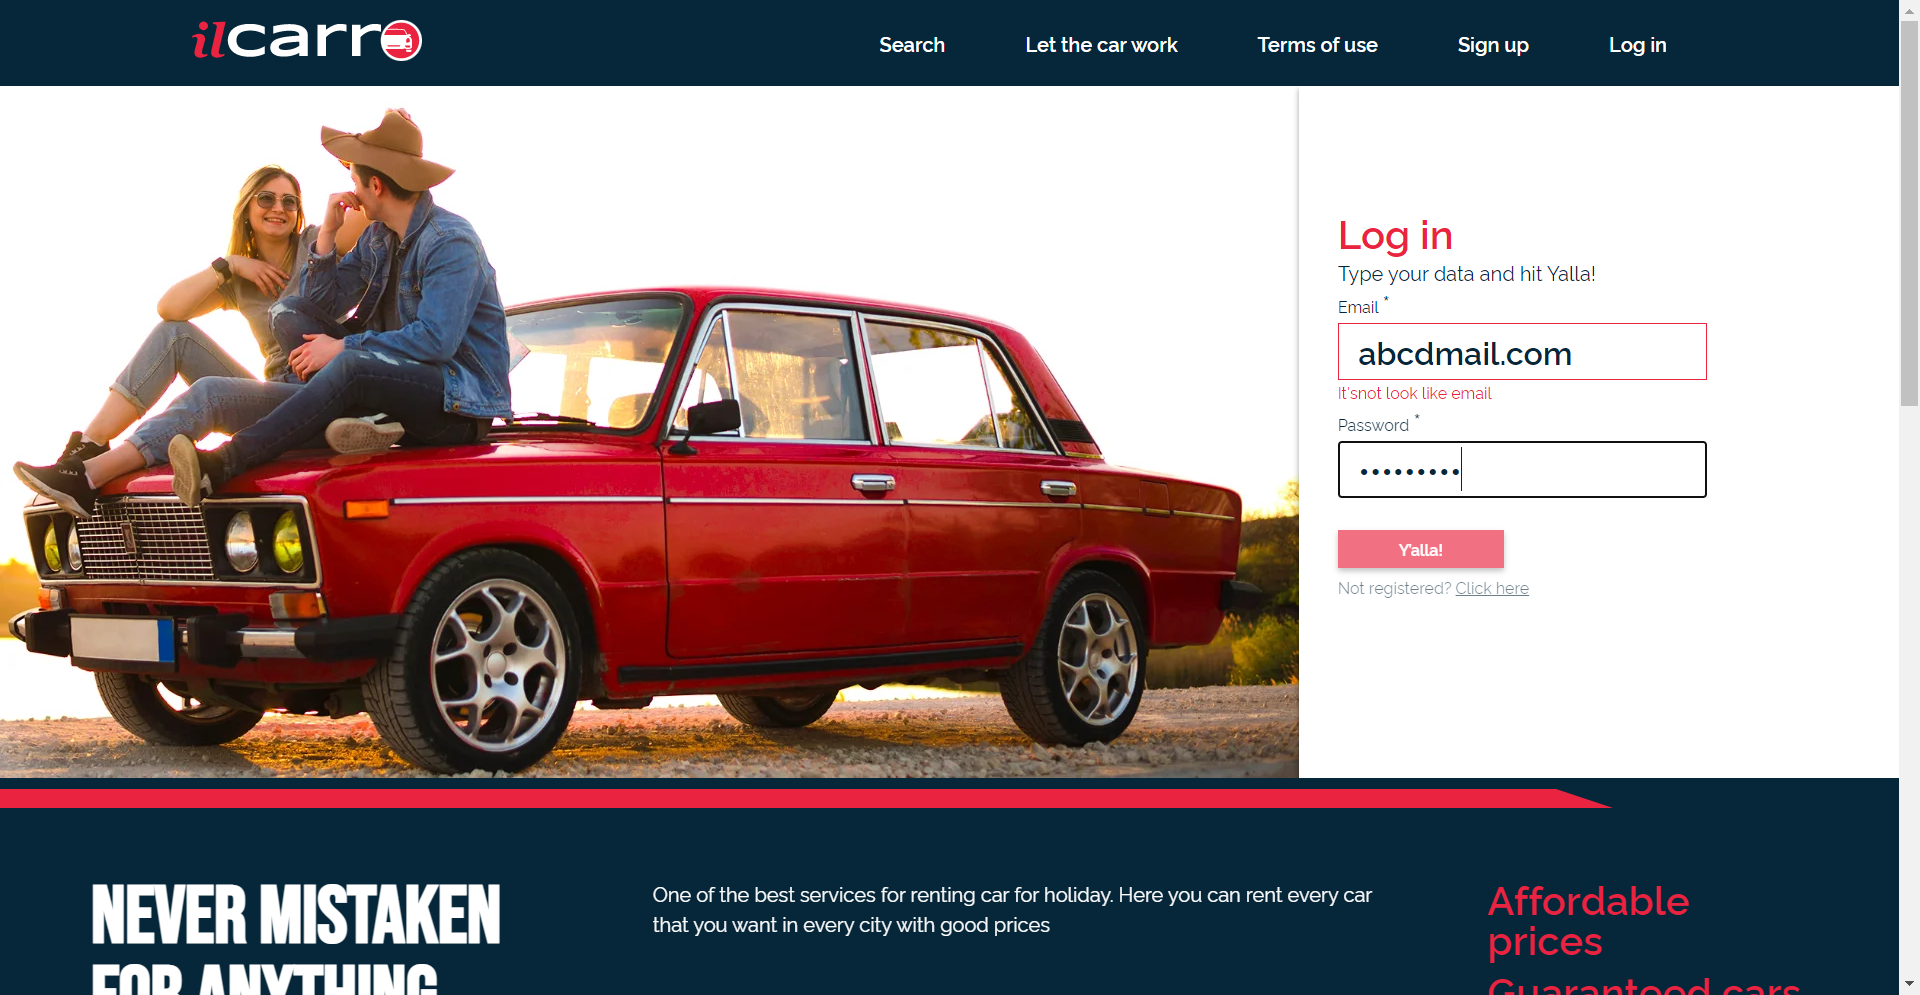 ilcarro
Search Let the car work Terms of use Sign up Log in
Log in
Type your data and hit Yalla!
Email *
abcdmail.com
It'snot look like email
Password *
•••••••••
Y'alla!
Not registered? Click here
NEVER MISTAKEN
FOR ANYTHING
One of the best services for renting car for holiday. Here you can rent every car
that you want in every city with good prices
Affordable
prices
Guaranteed cars